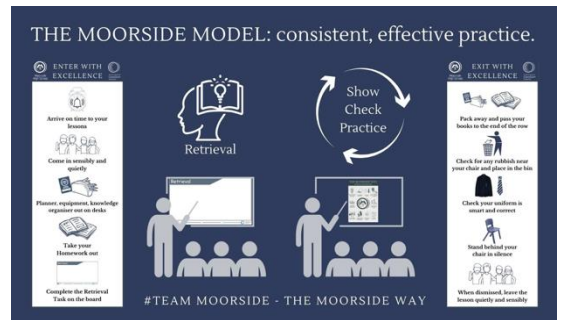 THE MOORSIDE MODEL: consistent, effective practice.
ENTER WITH
EXCELLENCE
Arrive on time to your
lessons
Come in sensibly and
quietly
Planner, equipment, knowledge
organiser out on desks
Take your
Homework out
Complete the Retrieval
Task on the board
Retrieval
Retrieval
Show
Check
Practice
EXIT WITH
EXCELLENCE
Pack away and pass your
books to the end of the row
Check for any rubbish near
your chair and place in the bin
Check your uniform is
smart and correct
Stand behind your
chair in silence
When dismissed, leave the
lesson quietly and sensibly
#TEAM MOORSIDE - THE MOORSIDE WAY